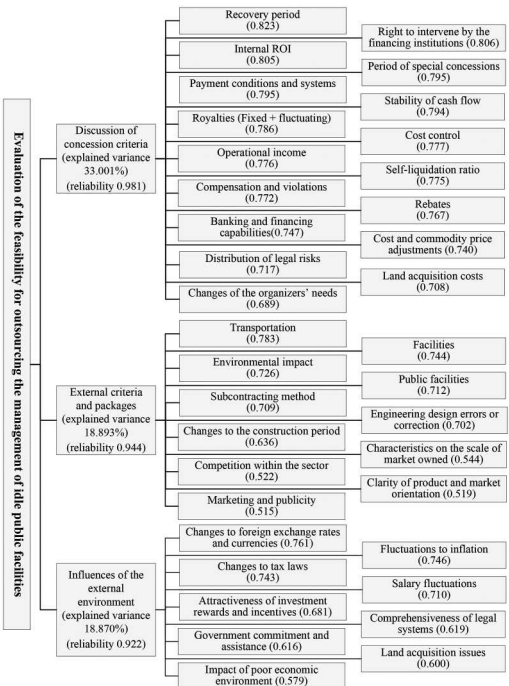 Evaluation of the feasibility for outsourcing the management of idle public facilities
Discussion of
concession criteria
(explained variance
33.001%)
(reliability 0.981)
Recovery period
(0.823)
Right to intervene by the
financing institutions (0.806)
Internal ROI
(0.805)
Period of special concessions
(0.795)
Payment conditions and systems
(0.795)
Stability of cash flow
(0.794)
Royalties (Fixed + fluctuating)
(0.786)
Cost control
(0.777)
Operational income
(0.776)
Self-liquidation ratio
(0.775)
Compensation and violations
(0.772)
Rebates
(0.767)
Banking and financing
capabilities(0.747)
Cost and commodity price
adjustments (0.740)
Distribution of legal risks
(0.717)
Land acquisition costs
(0.708)
Changes of the organizers’ needs
(0.689)
External criteria
and packages
(explained variance
18.893%)
(reliability 0.944)
Transportation
(0.783)
Facilities
(0.744)
Environmental impact
(0.726)
Public facilities
(0.712)
Subcontracting method
(0.709)
Engineering design errors or
correction (0.702)
Changes to the construction period
(0.636)
Characteristics on the scale of
market owned (0.544)
Competition within the sector
(0.522)
Clarity of product and market
orientation (0.519)
Marketing and publicity
(0.515)
Influences of the
external
environment
(explained variance
18.870%)
(reliability 0.922)
Changes to foreign exchange rates
and currencies (0.761)
Fluctuations to inflation
(0.746)
Changes to tax laws
(0.743)
Salary fluctuations
(0.710)
Attractiveness of investment
rewards and incentives (0.681)
Comprehensiveness of legal
systems (0.619)
Government commitment and
assistance (0.616)
Land acquisition issues
(0.600)
Impact of poor economic
environment (0.579)